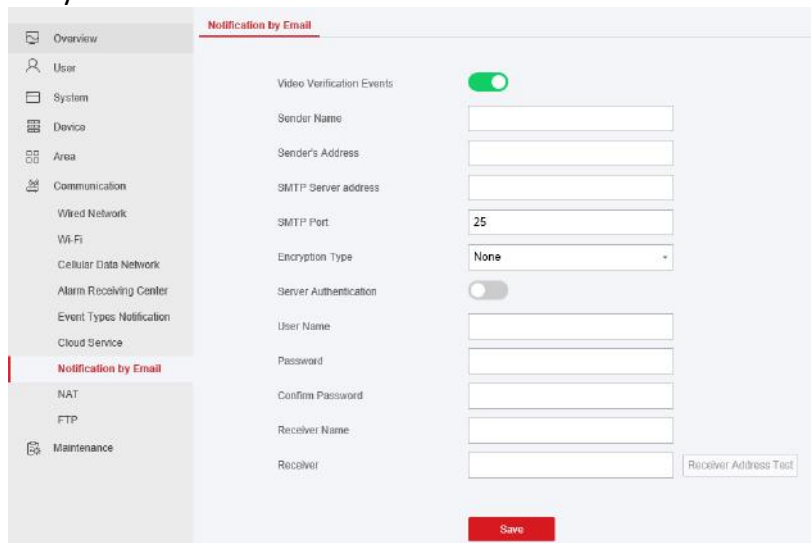 Notification by Email
Overview
User
System
Device
Area
Communication
Wired Network
Wi-Fi
Cellular Data Network
Alarm Receiving Center
Event Types Notification
Cloud Service
Notification by Email
NAT
FTP
Maintenance
Video Verification Events
Sender Name
Sender's Address
SMTP Server address
SMTP Port 25
Encryption Type None
Server Authentication
User Name
Password
Confirm Password
Receiver Name
Receiver Receiver Address Test
Save